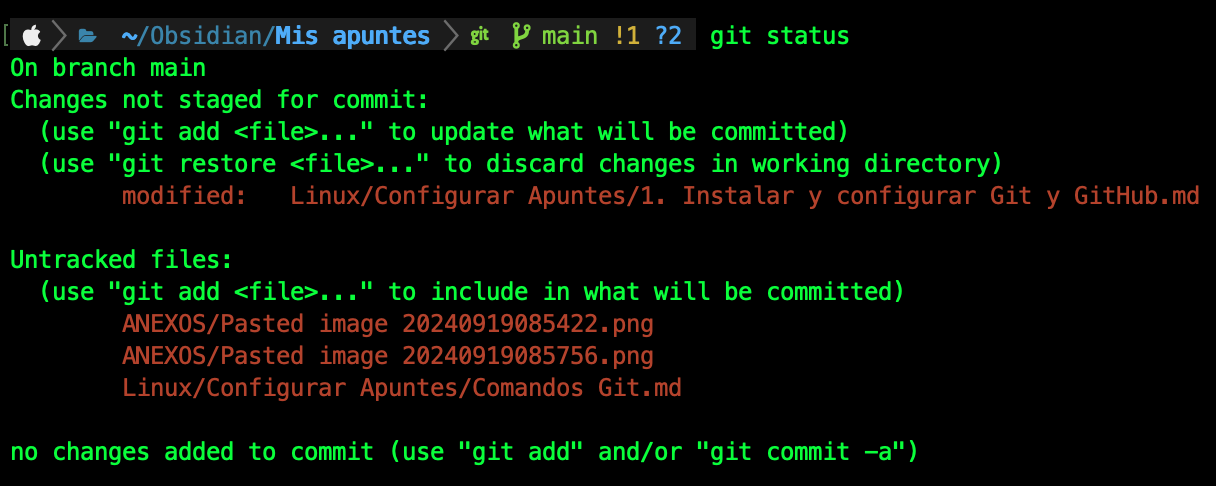 ~/Obsidian/Mis apuntes git main !1 ?2 git status
On branch main
Changes not staged for commit:
  (use "git add <file>..." to update what will be committed)
  (use "git restore <file>..." to discard changes in working directory)
        modified:   Linux/Configurar Apuntes/1. Instalar y configurar Git y GitHub.md

Untracked files:
  (use "git add <file>..." to include in what will be committed)
        ANEXOS/Pasted image 20240919085422.png
        ANEXOS/Pasted image 20240919085756.png
        Linux/Configurar Apuntes/Comandos Git.md

no changes added to commit (use "git add" and/or "git commit -a")